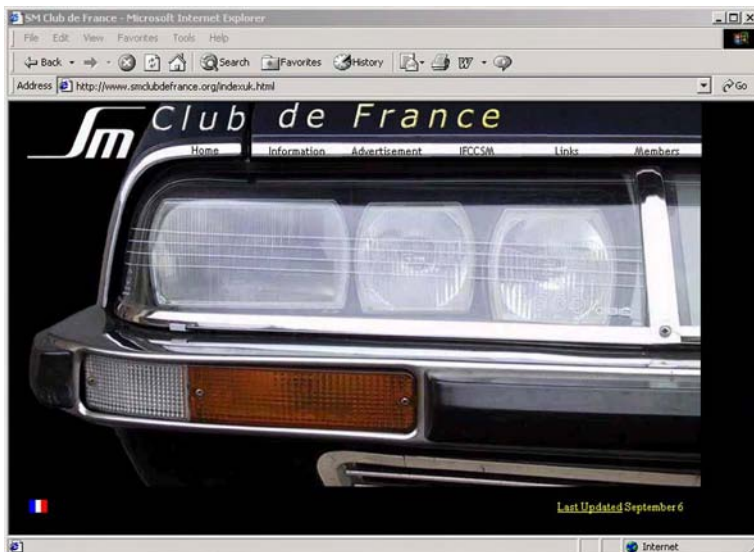 SM Club de France - Microsoft Internet Explorer
File Edit View Favorites Tools Help
Back Search Favorites History
Address http://www.smclubdefrance.org/indexuk.html Go
Sm Club de France
Home Information Advertisement IFCCSM Links Members
Last Updated September 6
Internet